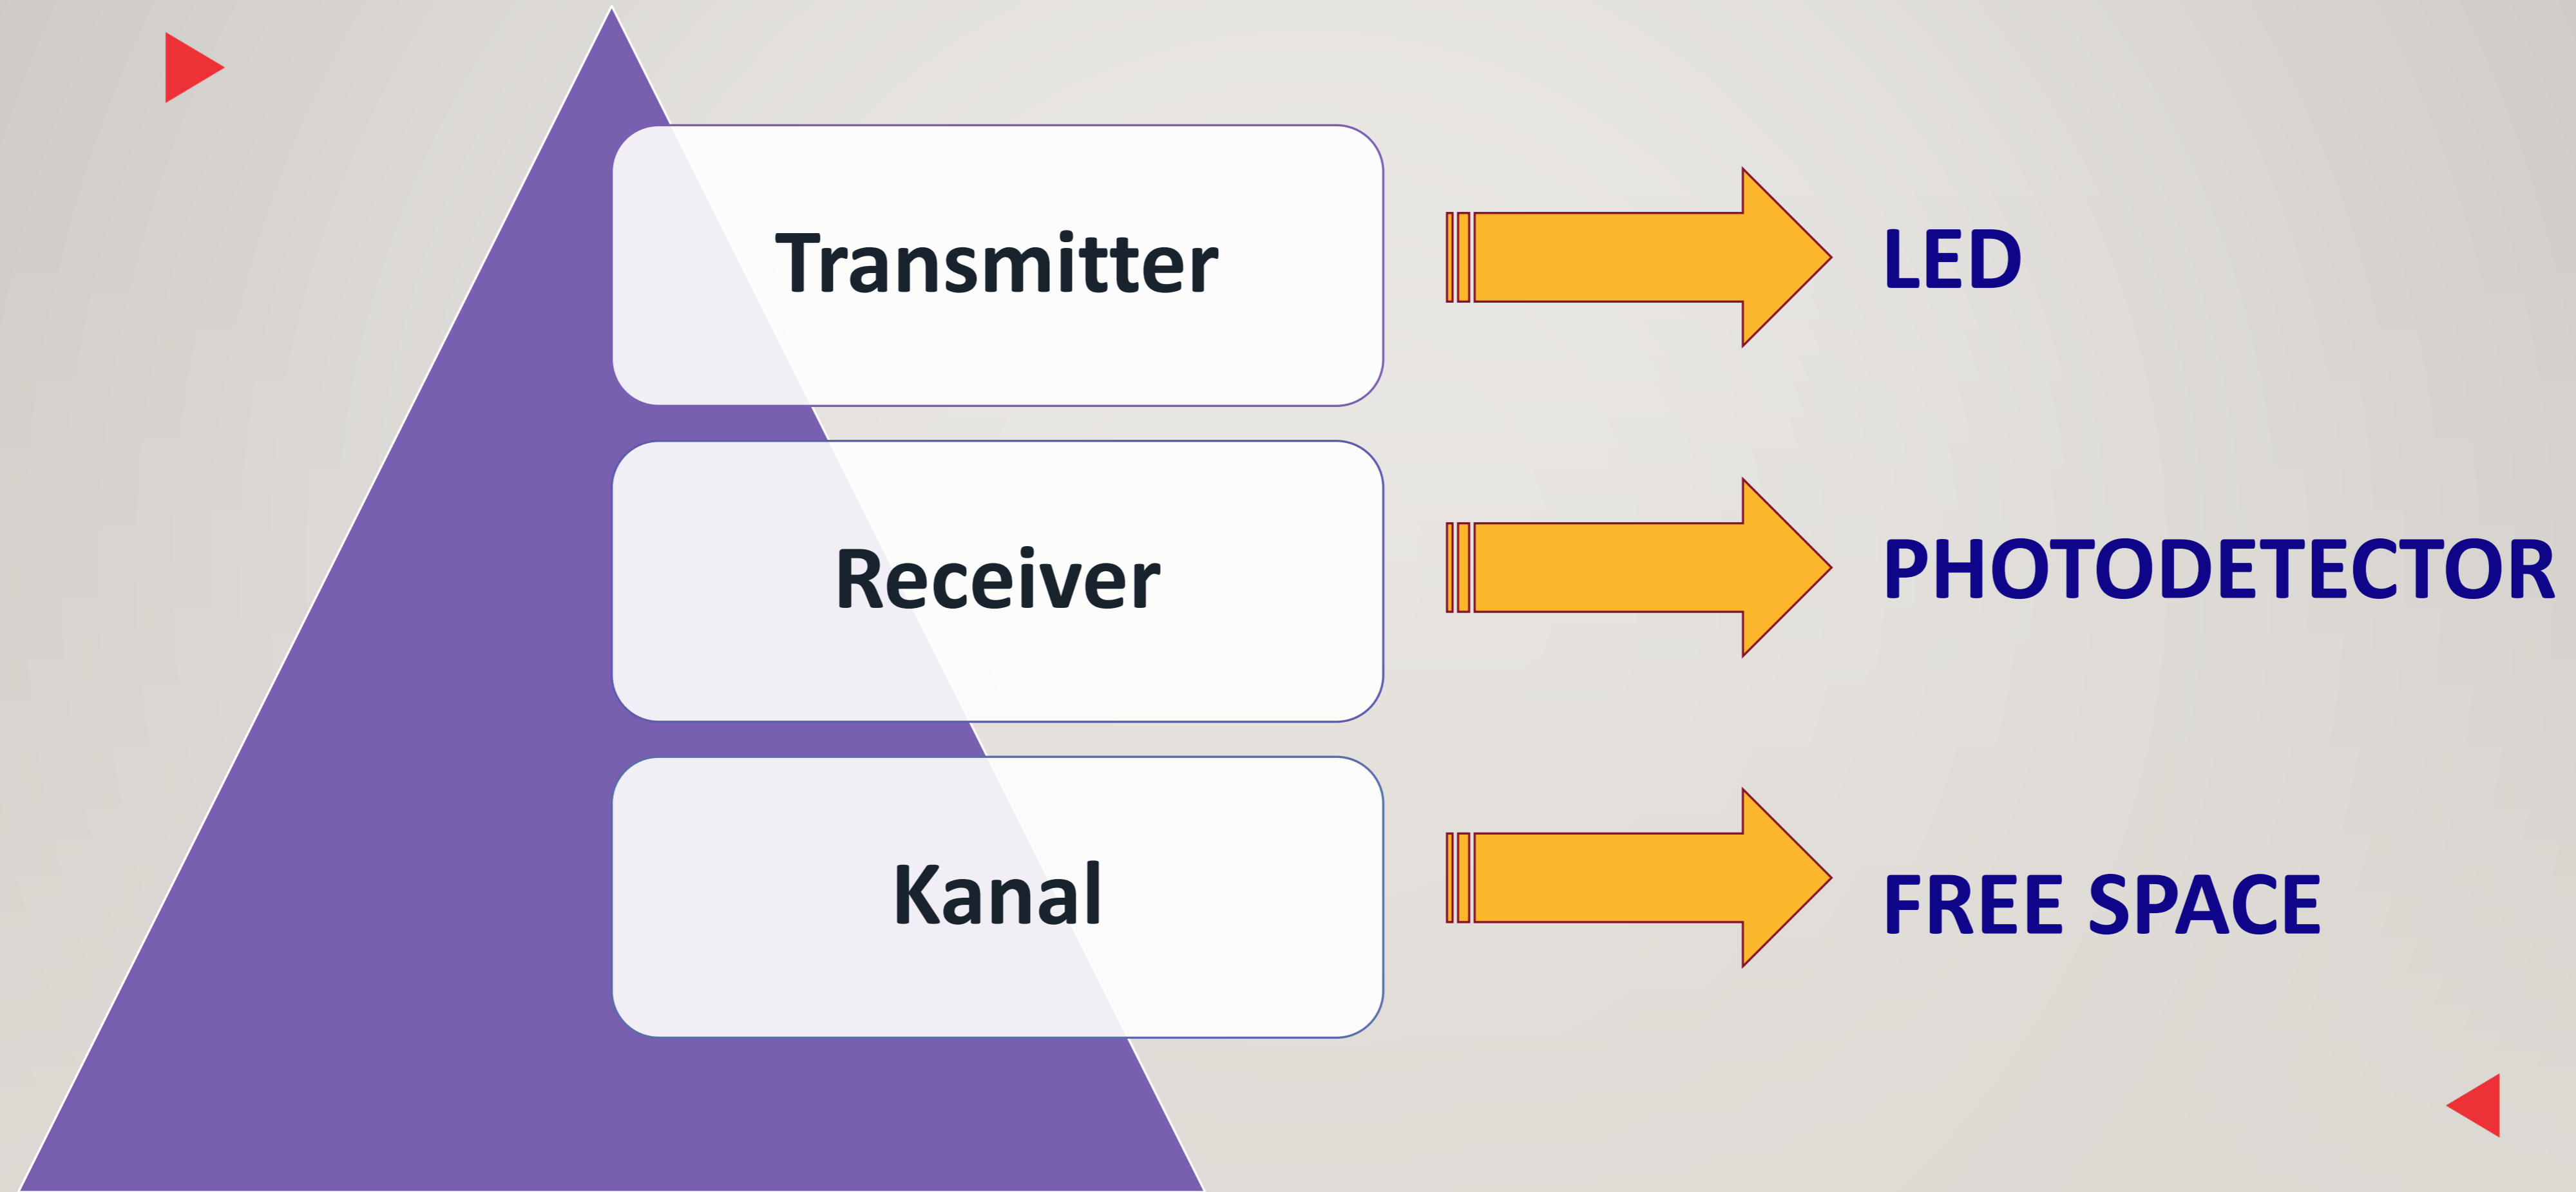 Transmitter
LED
Receiver
PHOTODETECTOR
Kanal
FREE SPACE